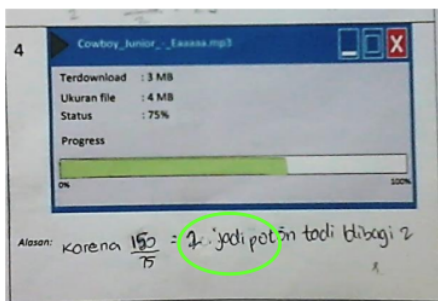 4
Cowboy_Junior_-_Eaaaaa.mp3
X
Terdownload : 3 MB
Ukuran file : 4 MB
Status : 75%
Progress
0% 100%
Alasan: Karena 150/75 = 2. jadi potōn tadi dibagi 2